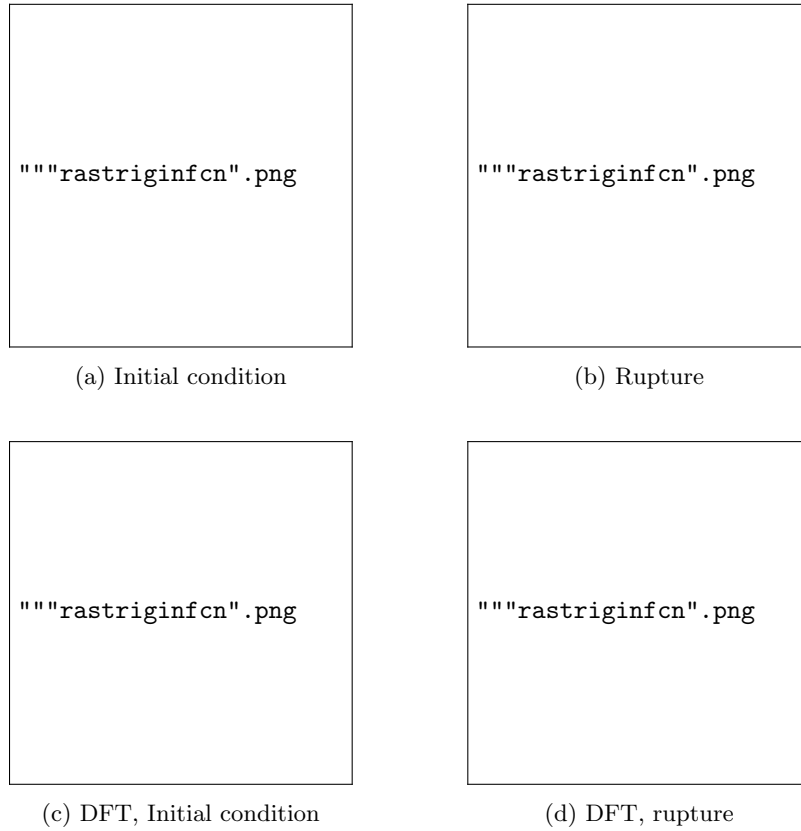 """rastriginfcn".png
"""rastriginfcn".png
(a) Initial condition
(b) Rupture
"""rastriginfcn".png
"""rastriginfcn".png
(c) DFT, Initial condition
(d) DFT, rupture